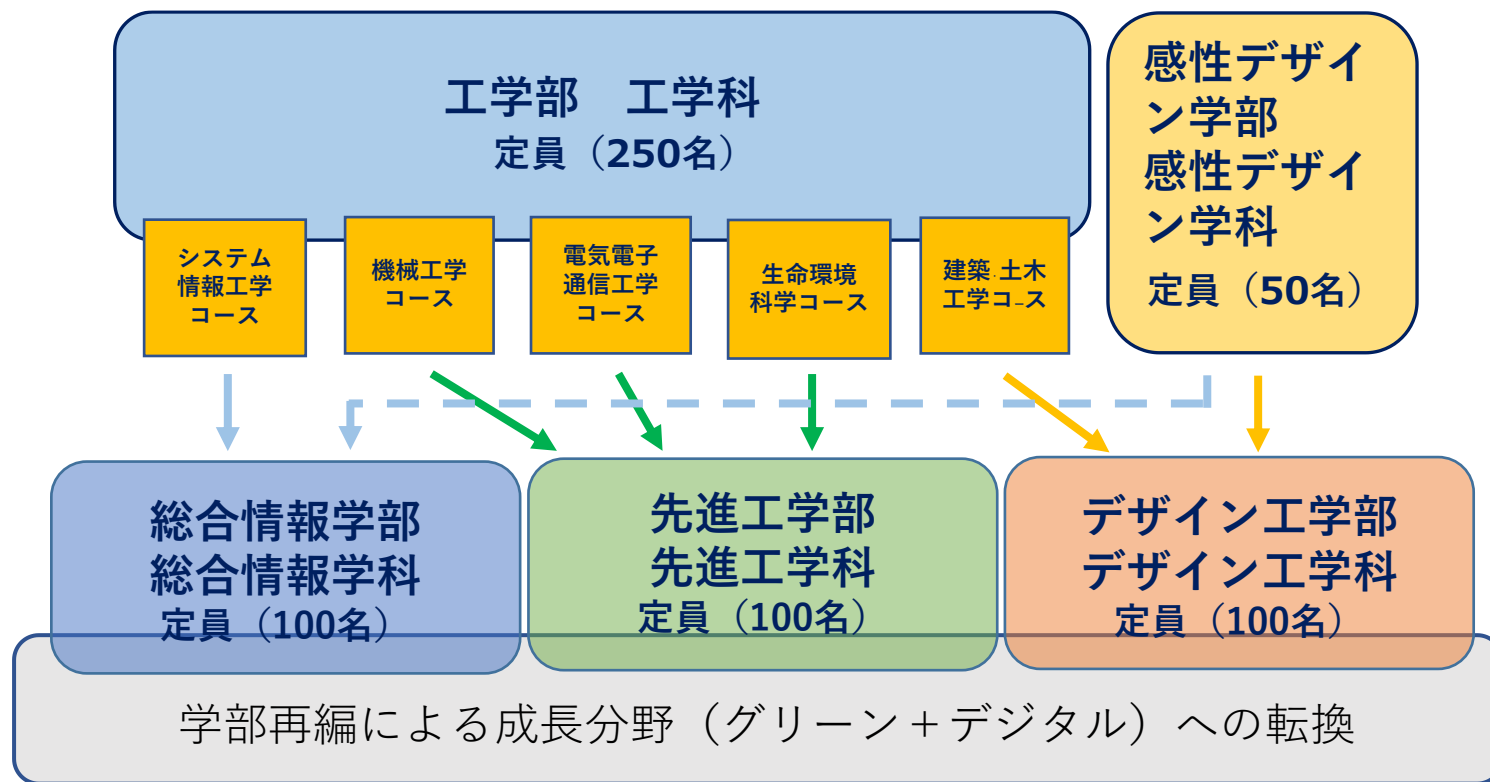 工学部　工学科
定員（250名）
感性デザイ
ン学部
感性デザイ
ン学科
定員（50名）
システム
情報工学
コース
機械工学
コース
電気電子
通信工学
コース
生命環境
科学コース
建築・土木
工学コース
総合情報学部
総合情報学科
定員（100名）
先進工学部
先進工学科
定員（100名）
デザイン工学部
デザイン工学科
定員（100名）
学部再編による成長分野（グリーン＋デジタル）への転換